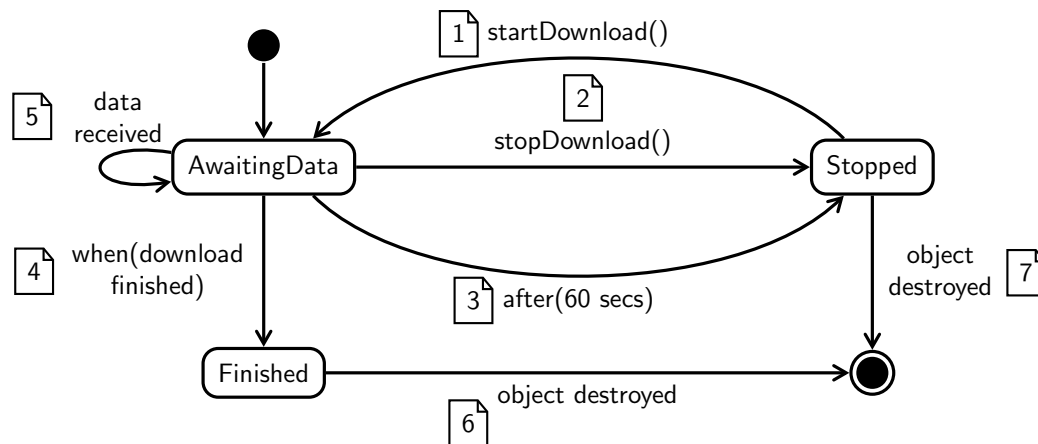 1 startDownload()
2
stopDownload()
5
data
received
AwaitingData
Stopped
4
when(download
finished)
3 after(60 secs)
object
destroyed
7
Finished
object destroyed
6